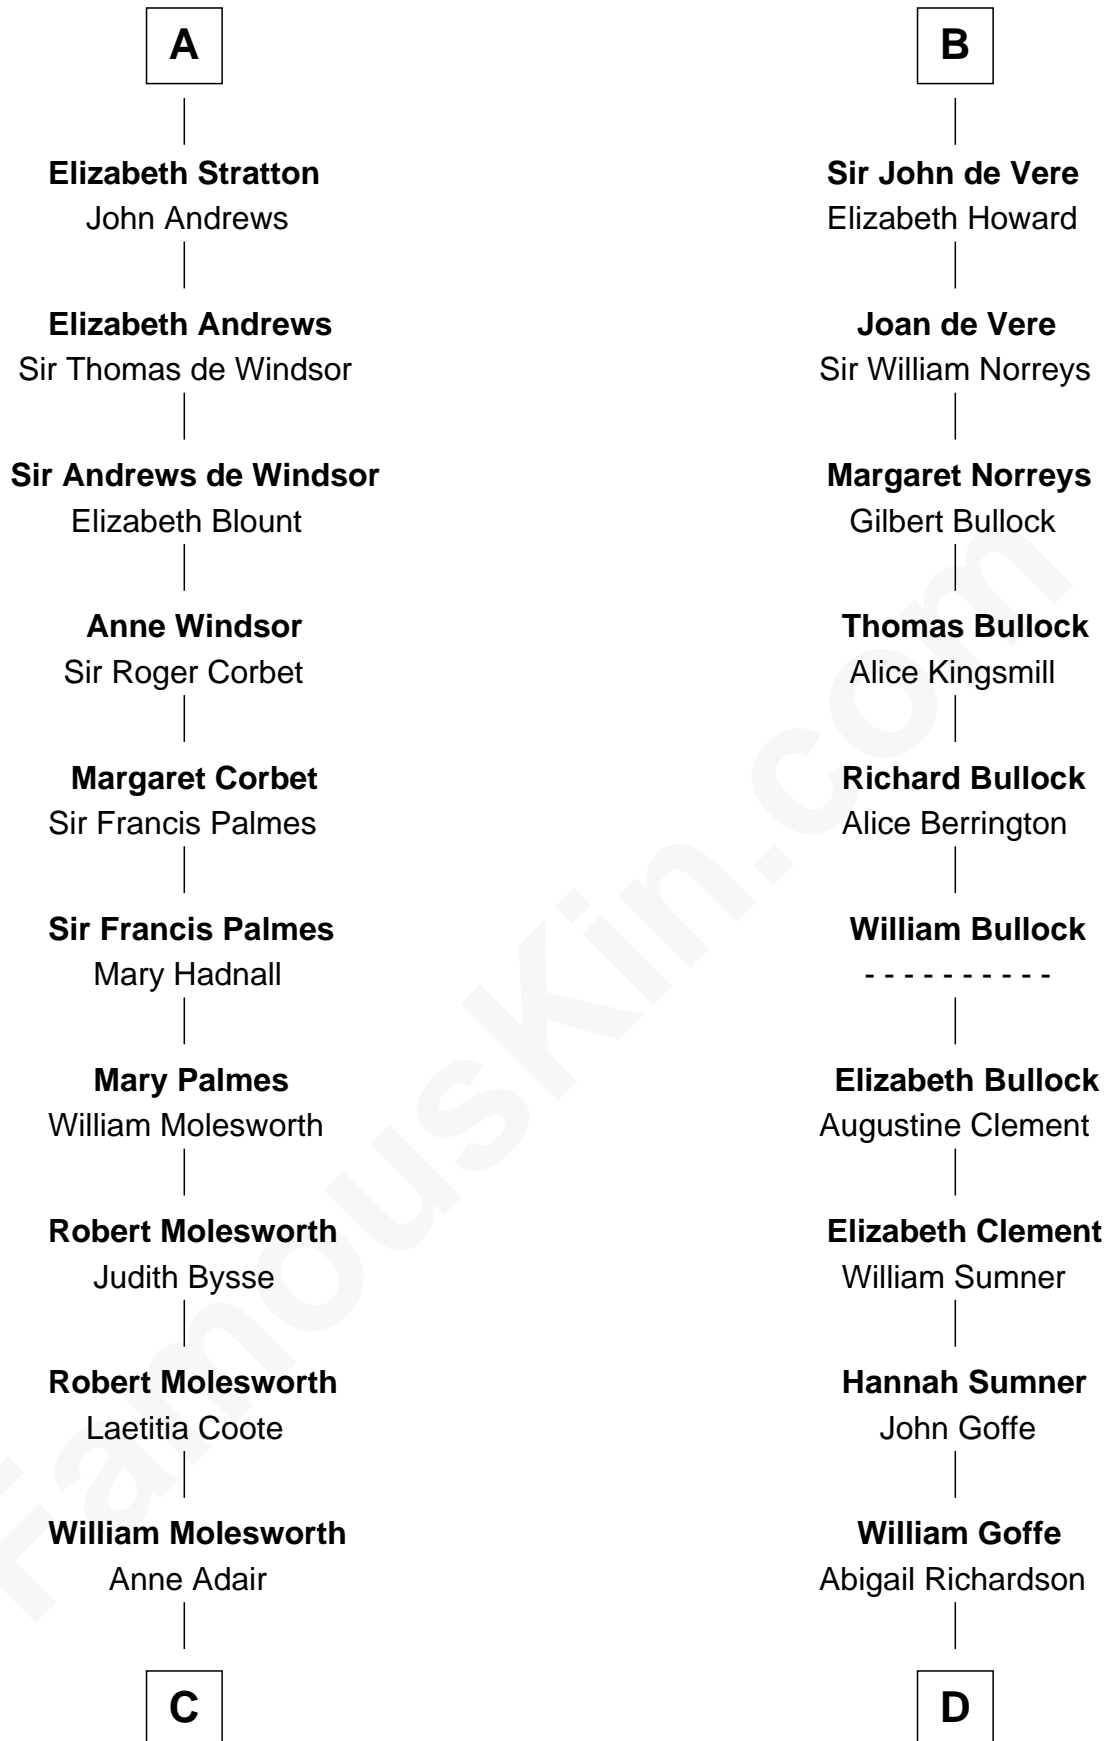 A
Elizabeth Stratton
John Andrews
Elizabeth Andrews
Sir Thomas de Windsor
Sir Andrews de Windsor
Elizabeth Blount
Anne Windsor
Sir Roger Corbet
Margaret Corbet
Sir Francis Palmes
Sir Francis Palmes
Mary Hadnall
Mary Palmes
William Molesworth
Robert Molesworth
Judith Bysse
Robert Molesworth
Laetitia Coote
William Molesworth
Anne Adair
C
B
Sir John de Vere
Elizabeth Howard
Joan de Vere
Sir William Norreys
Margaret Norreys
Gilbert Bullock
Thomas Bullock
Alice Kingsmill
Richard Bullock
Alice Berrington
William Bullock
- - - - - - - - - -
Elizabeth Bullock
Augustine Clement
Elizabeth Clement
William Sumner
Hannah Sumner
John Goffe
William Goffe
Abigail Richardson
D
FamousKin.com